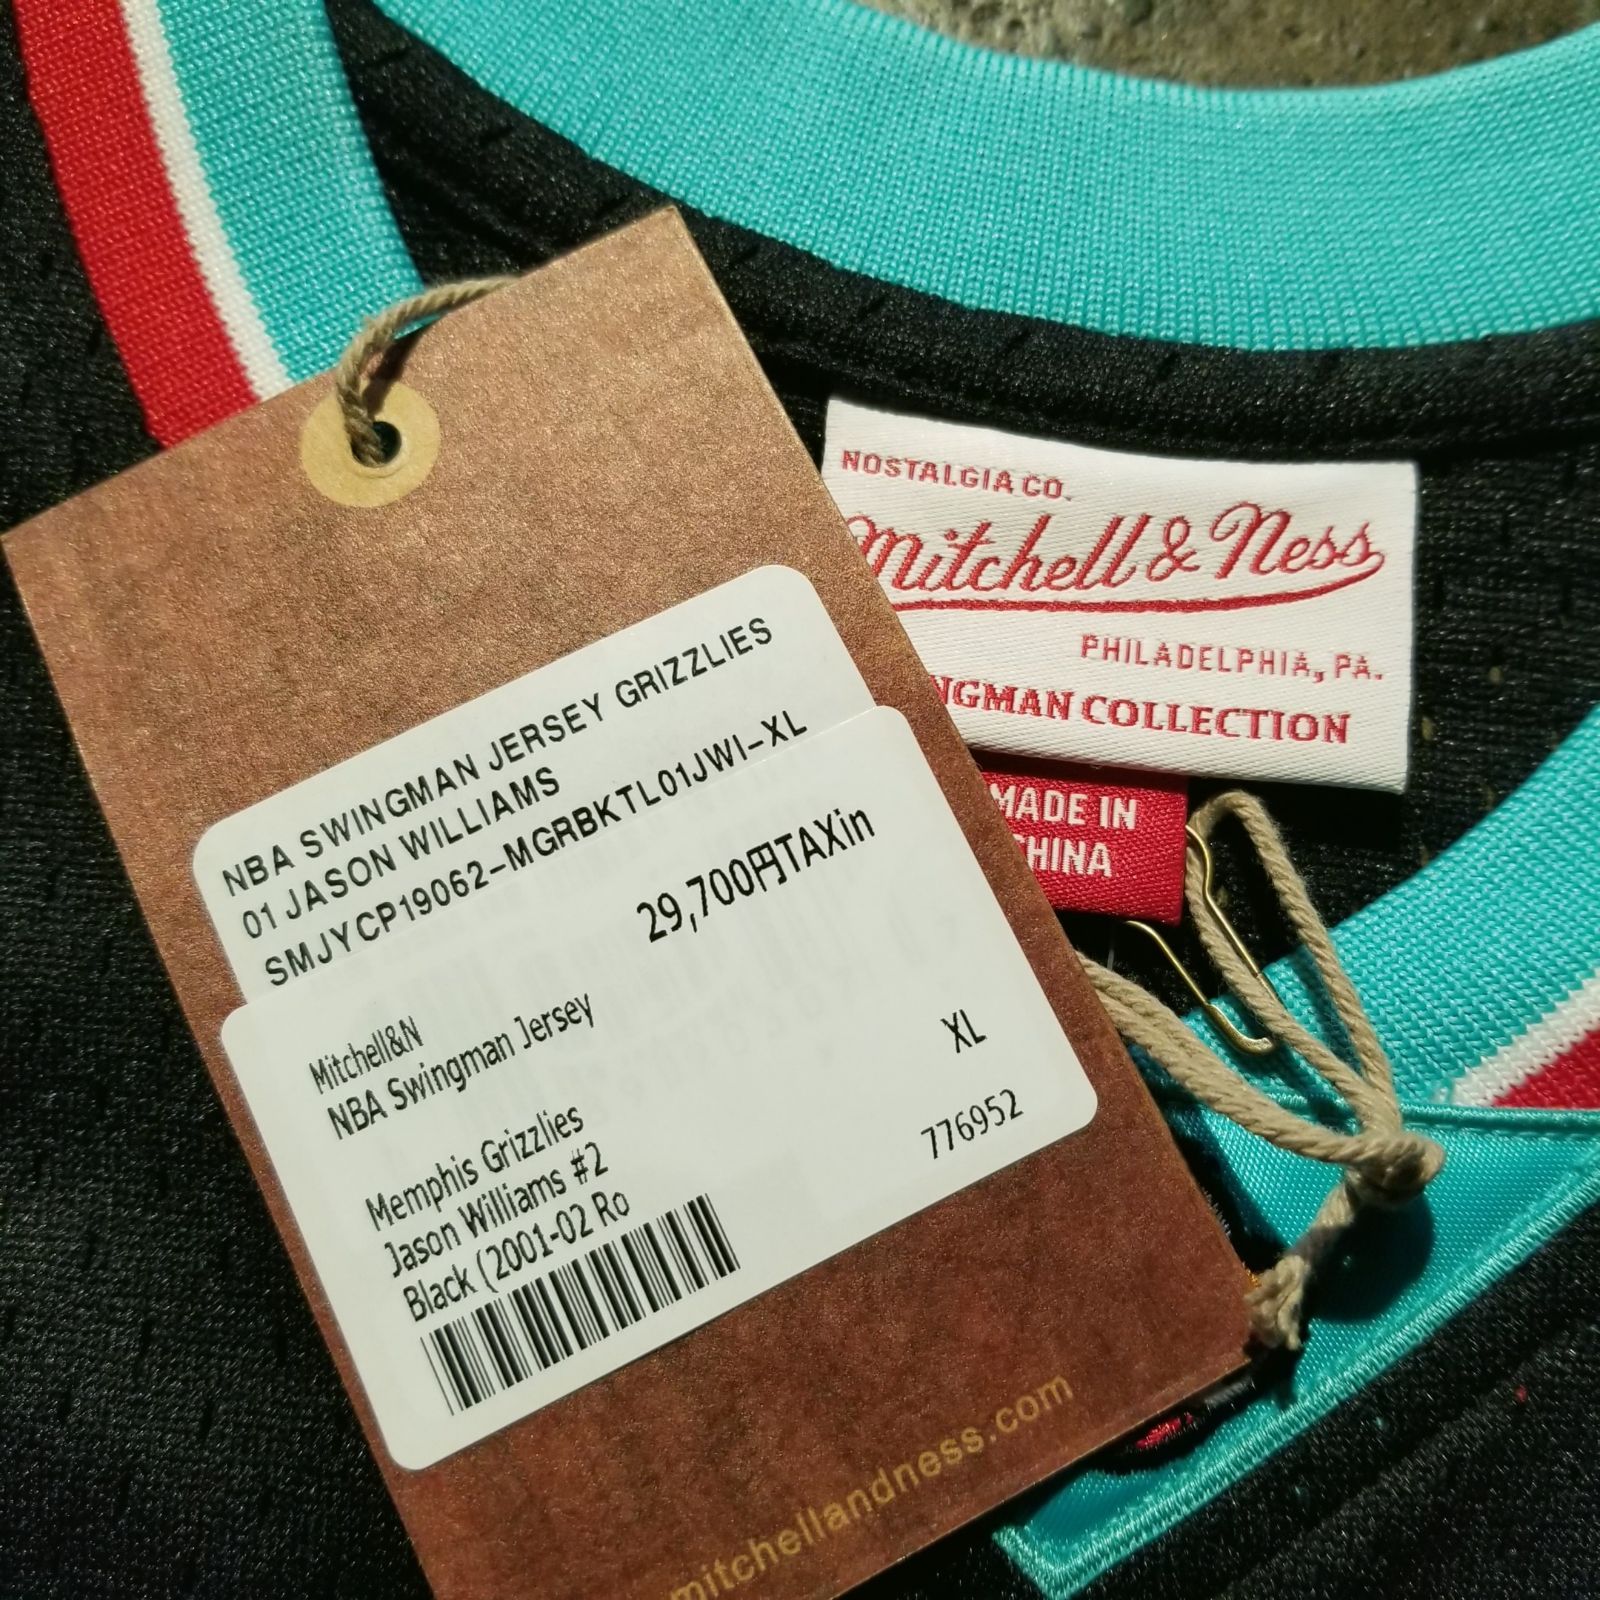 NBA SWINGMAN JERSEY GRIZZLIES
01 JASON WILLIAMS
SMJYCP19062-MGRBKTL01JWI-XL
29,700円TAXin
Mitchell&N
NBA Swingman Jersey
XL
Memphis Grizzlies
Jason Williams #2
Black (2001-02 Ro
776952
mitchellandness.com
NOSTALGIA CO.
Mitchell & Ness
PHILADELPHIA, PA.
NGMAN COLLECTION
MADE IN
HINA